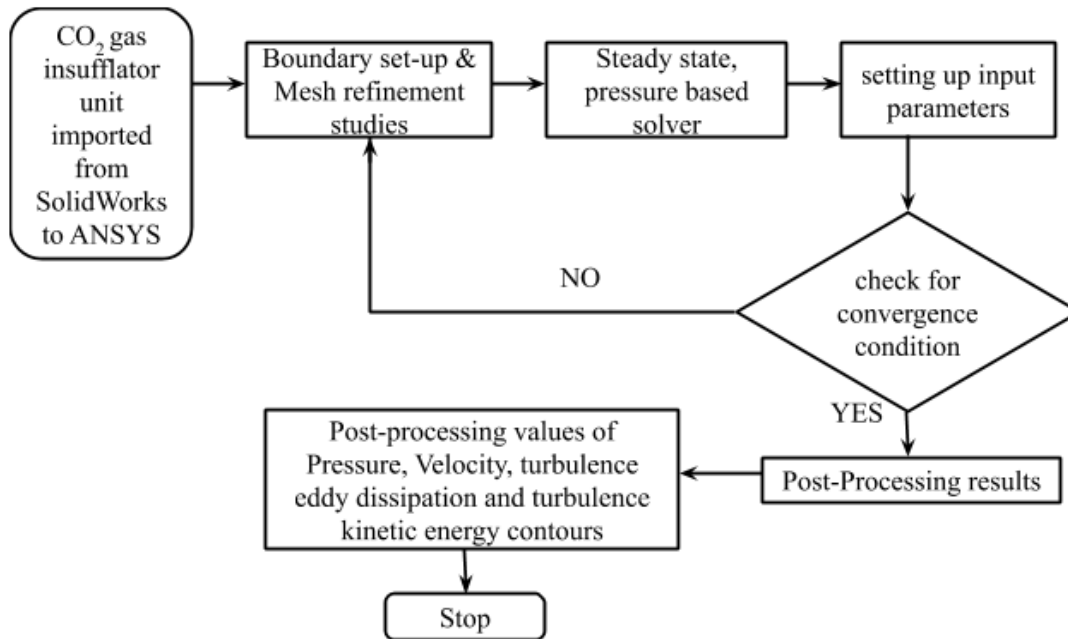 CO₂ gas
insufflator
unit
imported
from
SolidWorks
to ANSYS
Boundary set-up &
Mesh refinement
studies
Steady state,
pressure based
solver
setting up input
parameters
check for
convergence
condition
NO
YES
Post-Processing results
Post-processing values of
Pressure, Velocity, turbulence
eddy dissipation and turbulence
kinetic energy contours
Stop